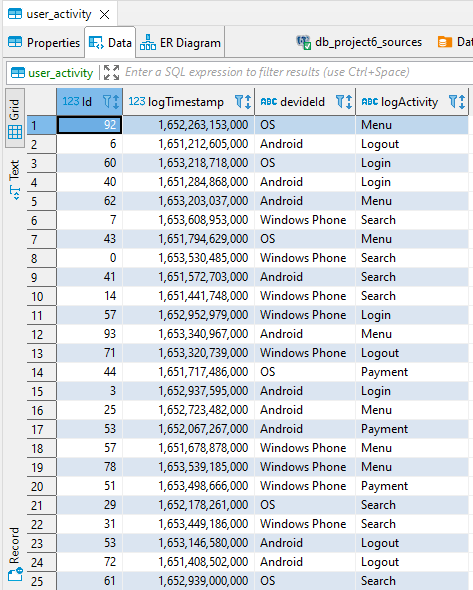 user_activity
Properties Data ER Diagram db_project6_sources Data
user_activity Enter a SQL expression to filter results (use Ctrl+Space)
Grid
Text
Record
123 Id 123 logTimestamp ABC devideId ABC logActivity
1 92 1,652,263,153,000 OS Menu
2 6 1,651,212,605,000 Android Logout
3 60 1,653,218,718,000 OS Login
4 40 1,651,284,868,000 Android Login
5 62 1,653,203,037,000 Android Menu
6 7 1,653,608,953,000 Windows Phone Search
7 43 1,651,794,629,000 OS Menu
8 0 1,653,530,485,000 Windows Phone Search
9 41 1,651,572,703,000 Android Search
10 14 1,651,441,748,000 Windows Phone Search
11 57 1,652,952,979,000 Windows Phone Login
12 93 1,653,340,967,000 Android Menu
13 71 1,653,320,739,000 Windows Phone Logout
14 44 1,651,717,486,000 OS Payment
15 3 1,652,937,595,000 Android Login
16 25 1,652,723,482,000 Android Menu
17 53 1,652,067,267,000 Android Payment
18 57 1,651,678,878,000 Windows Phone Menu
19 78 1,653,539,185,000 Windows Phone Menu
20 51 1,653,498,666,000 Windows Phone Payment
21 29 1,652,178,261,000 OS Search
22 31 1,653,449,186,000 Windows Phone Search
23 53 1,653,146,580,000 Android Logout
24 72 1,651,408,502,000 Android Logout
25 61 1,652,939,000,000 OS Search